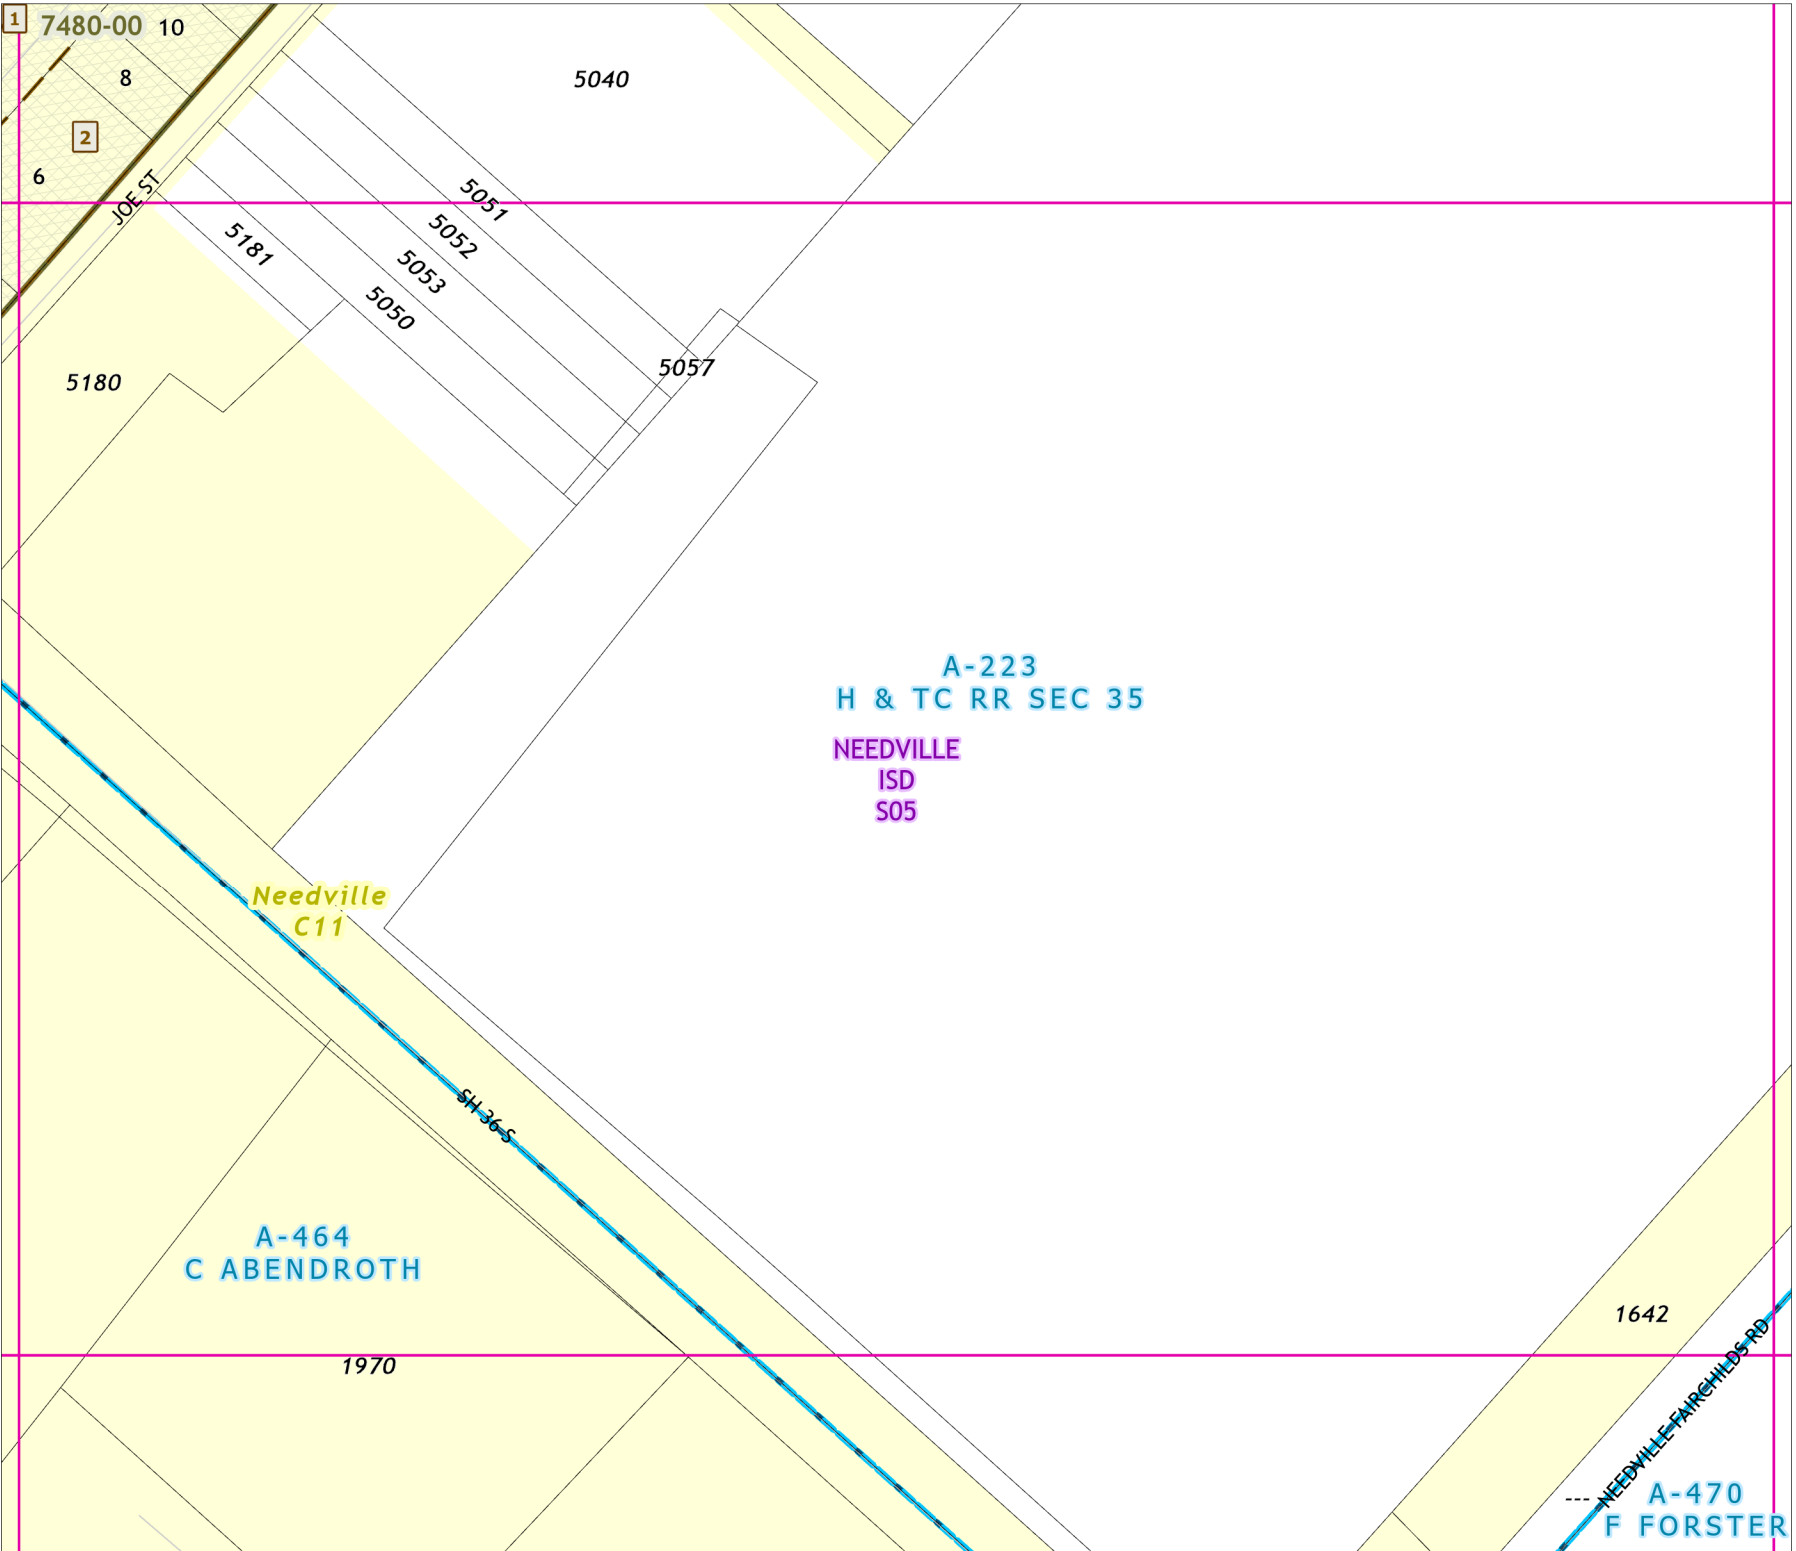 1
7480-00
10
8
2
6
JOE ST
5040
5051
5052
5053
5050
5181
5057
5180
A-223
H & TC RR SEC 35
NEEDVILLE
ISD
S05
Needville
C11
SH 36 S
A-464
C ABENDROTH
1970
1642
NEEDVILLE FAIRCHILDS RD
A-470
F FORSTER